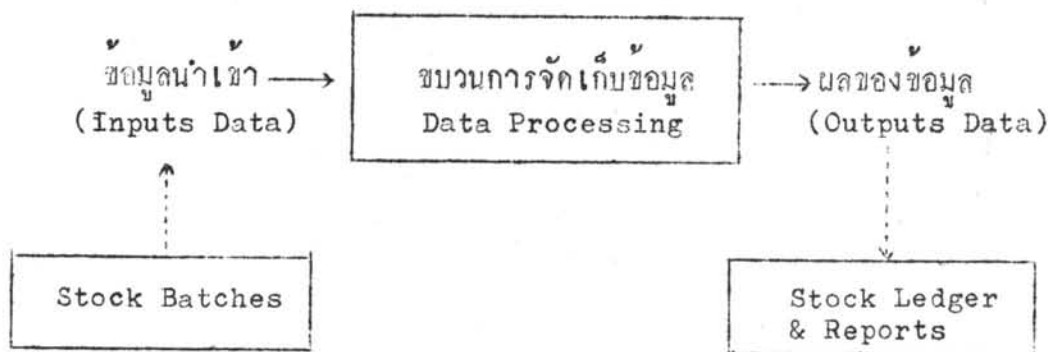 ข้อมูลนำเข้า
(Inputs Data)
ขบวนการจัดเก็บข้อมูล
Data Processing
ผลของข้อมูล
(Outputs Data)
Stock Batches
Stock Ledger
& Reports